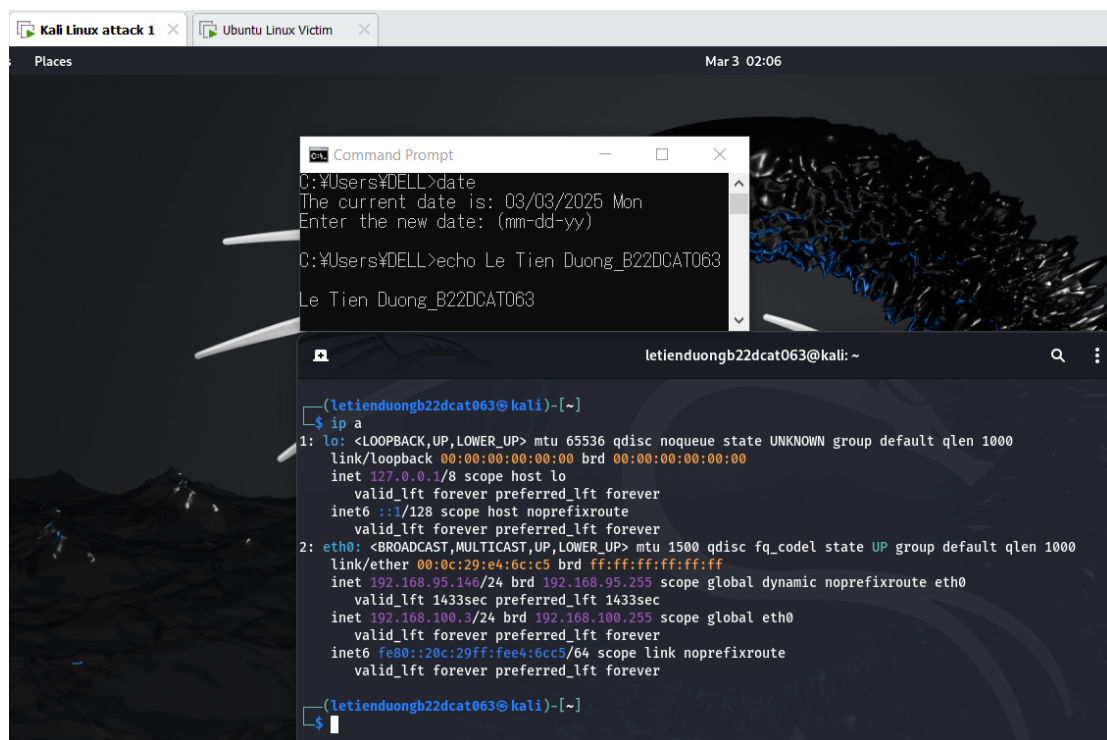 Kali Linux attack 1
Ubuntu Linux Victim
Places
Mar 3 02:06
Command Prompt
C:¥Users¥DELL>date
The current date is: 03/03/2025 Mon
Enter the new date: (mm-dd-yy)
C:¥Users¥DELL>echo Le Tien Duong_B22DCAT063
Le Tien Duong_B22DCAT063
letienduongb22dcat063@kali: ~
┌──(letienduongb22dcat063㉿kali)-[~]
└─$ ip a
1: lo: <LOOPBACK,UP,LOWER_UP> mtu 65536 qdisc noqueue state UNKNOWN group default qlen 1000
link/loopback 00:00:00:00:00:00 brd 00:00:00:00:00:00
inet 127.0.0.1/8 scope host lo
valid_lft forever preferred_lft forever
inet6 ::1/128 scope host noprefixroute
valid_lft forever preferred_lft forever
2: eth0: <BROADCAST,MULTICAST,UP,LOWER_UP> mtu 1500 qdisc fq_codel state UP group default qlen 1000
link/ether 00:0c:29:e4:6c:c5 brd ff:ff:ff:ff:ff:ff
inet 192.168.95.146/24 brd 192.168.95.255 scope global dynamic noprefixroute eth0
valid_lft 1433sec preferred_lft 1433sec
inet 192.168.100.3/24 brd 192.168.100.255 scope global eth0
valid_lft forever preferred_lft forever
inet6 fe80::20c:29ff:fee4:6cc5/64 scope link noprefixroute
valid_lft forever preferred_lft forever
┌──(letienduongb22dcat063㉿kali)-[~]
└─$